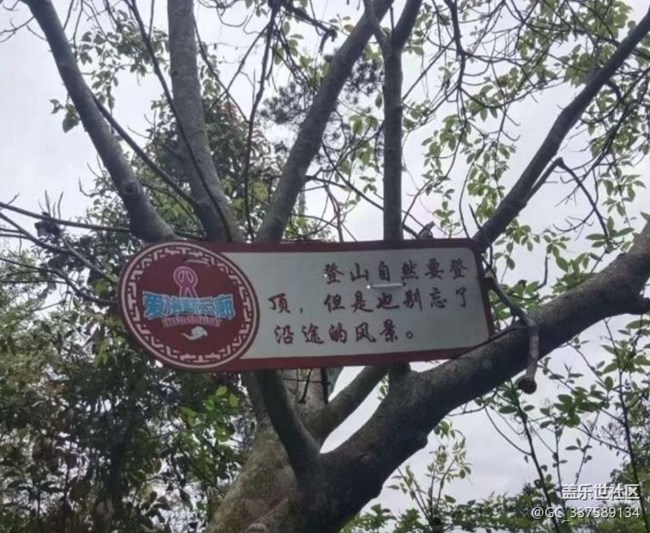 登山自然要登
顶，但是也别忘了
沿途的风景。
盖乐世社区
@GC_337589134